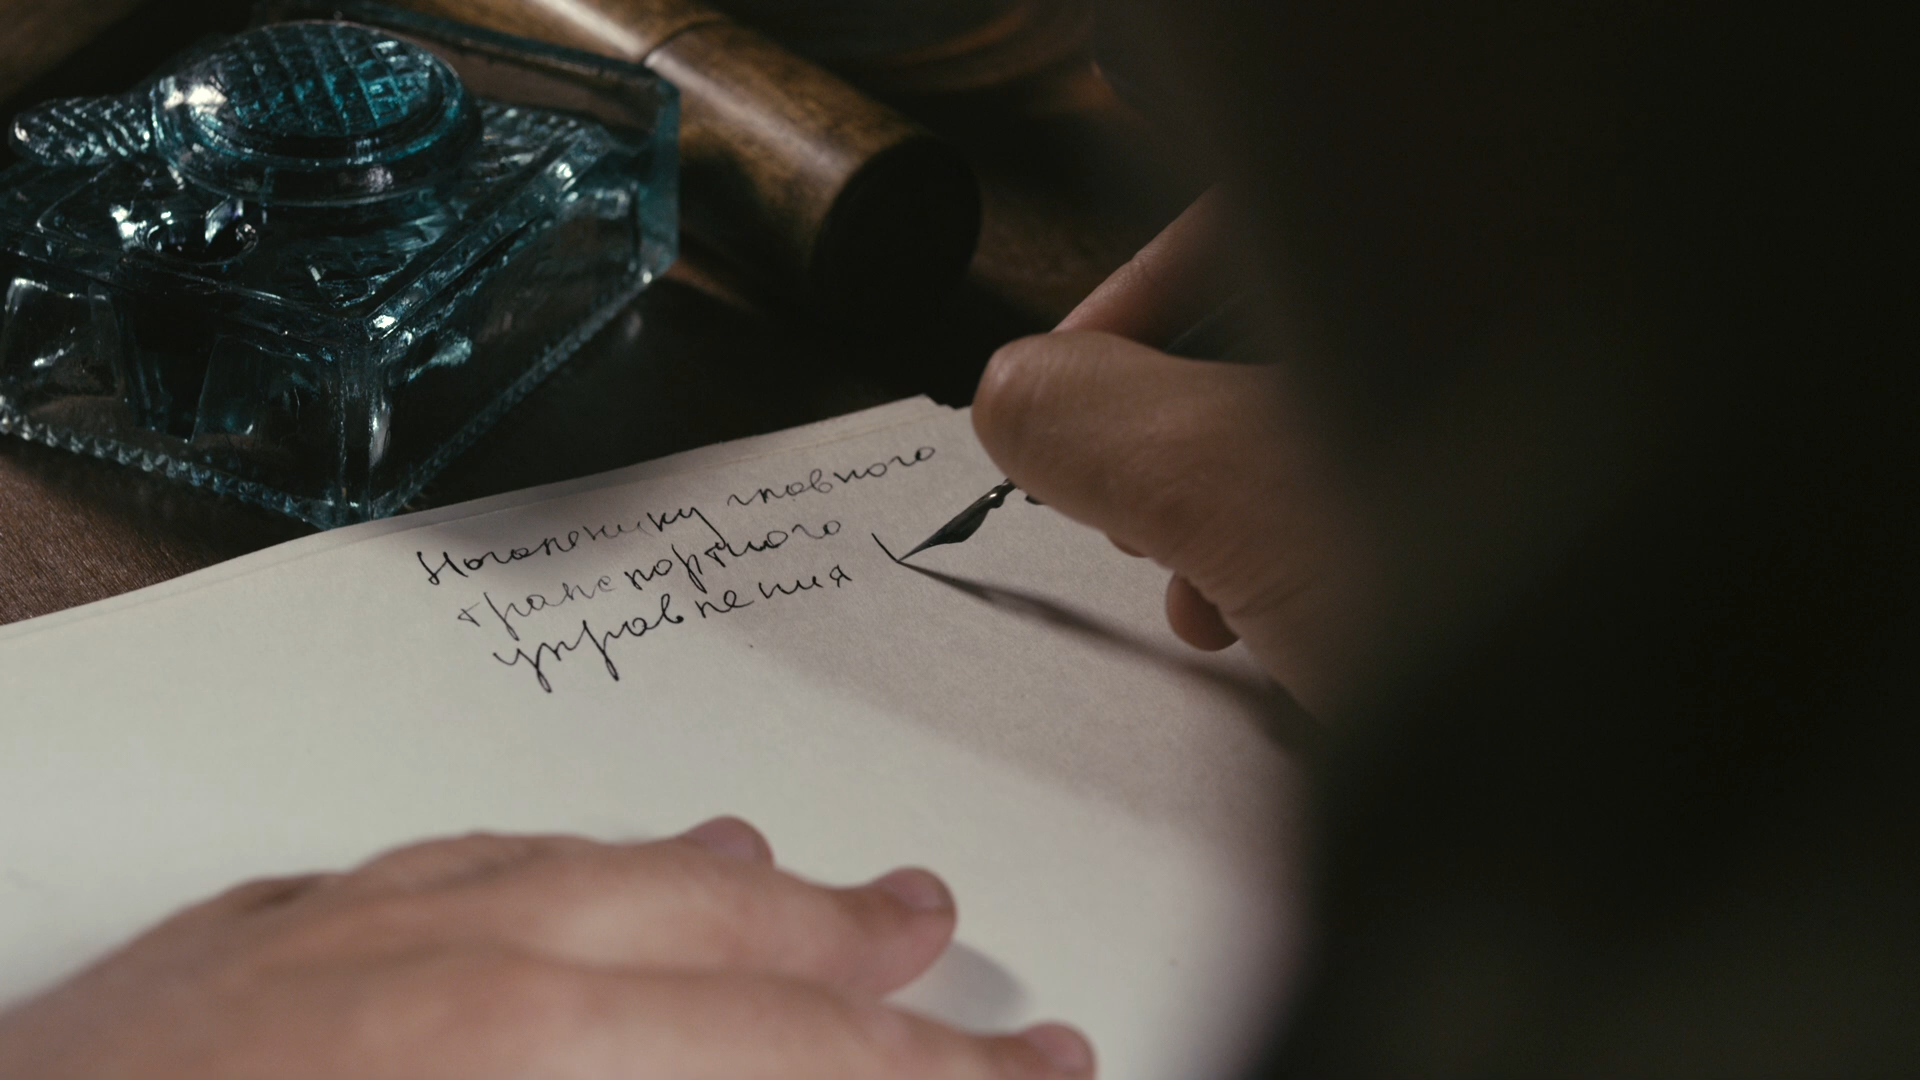 Начальнику главного
транспортного
управления